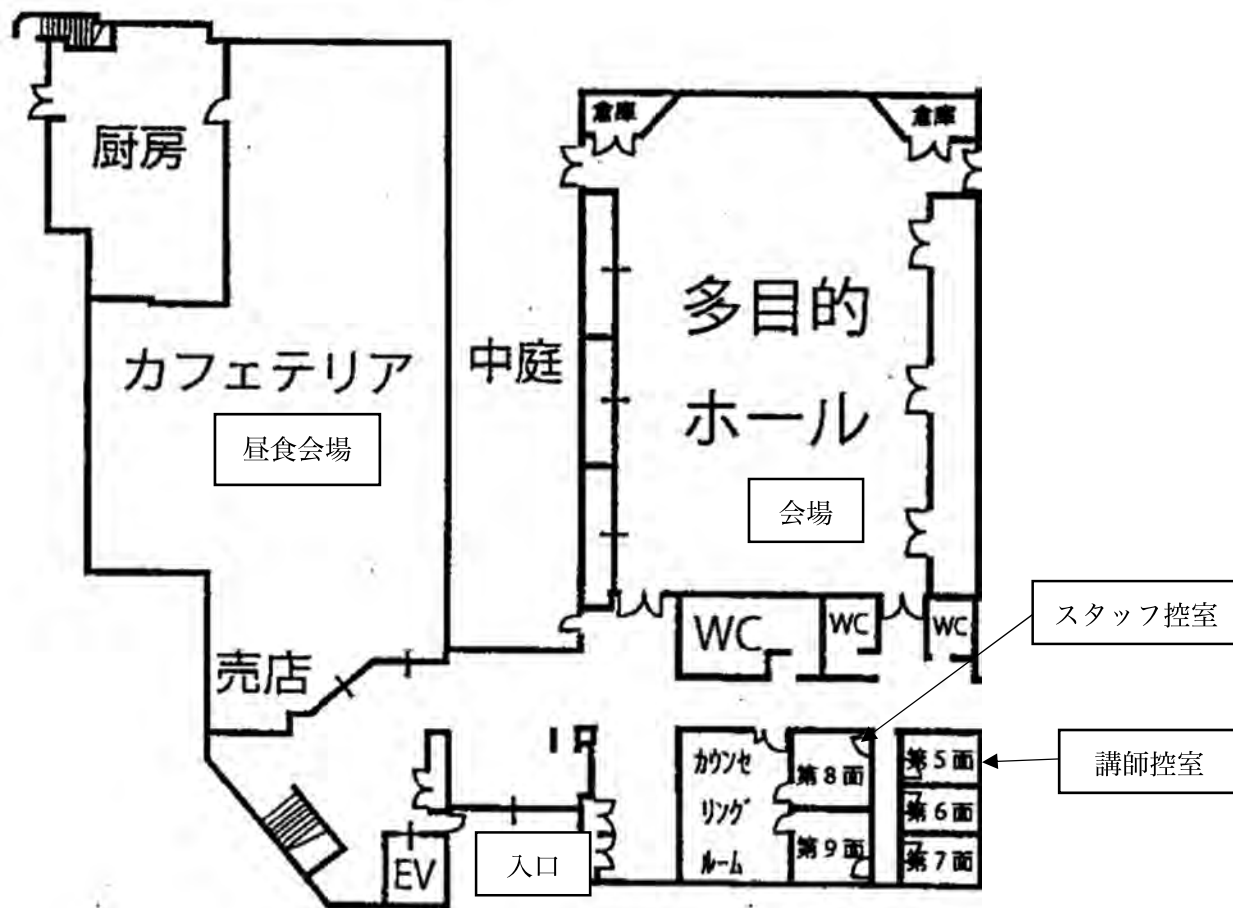 倉庫
倉庫
厨房
多目的
ホール
カフェテリア
中庭
昼食会場
会場
スタッフ控室
WC
WC
WC
売店
講師控室
カウンセ
リング
ルーム
第8面
第9面
第5面
第6面
第7面
入口
EV